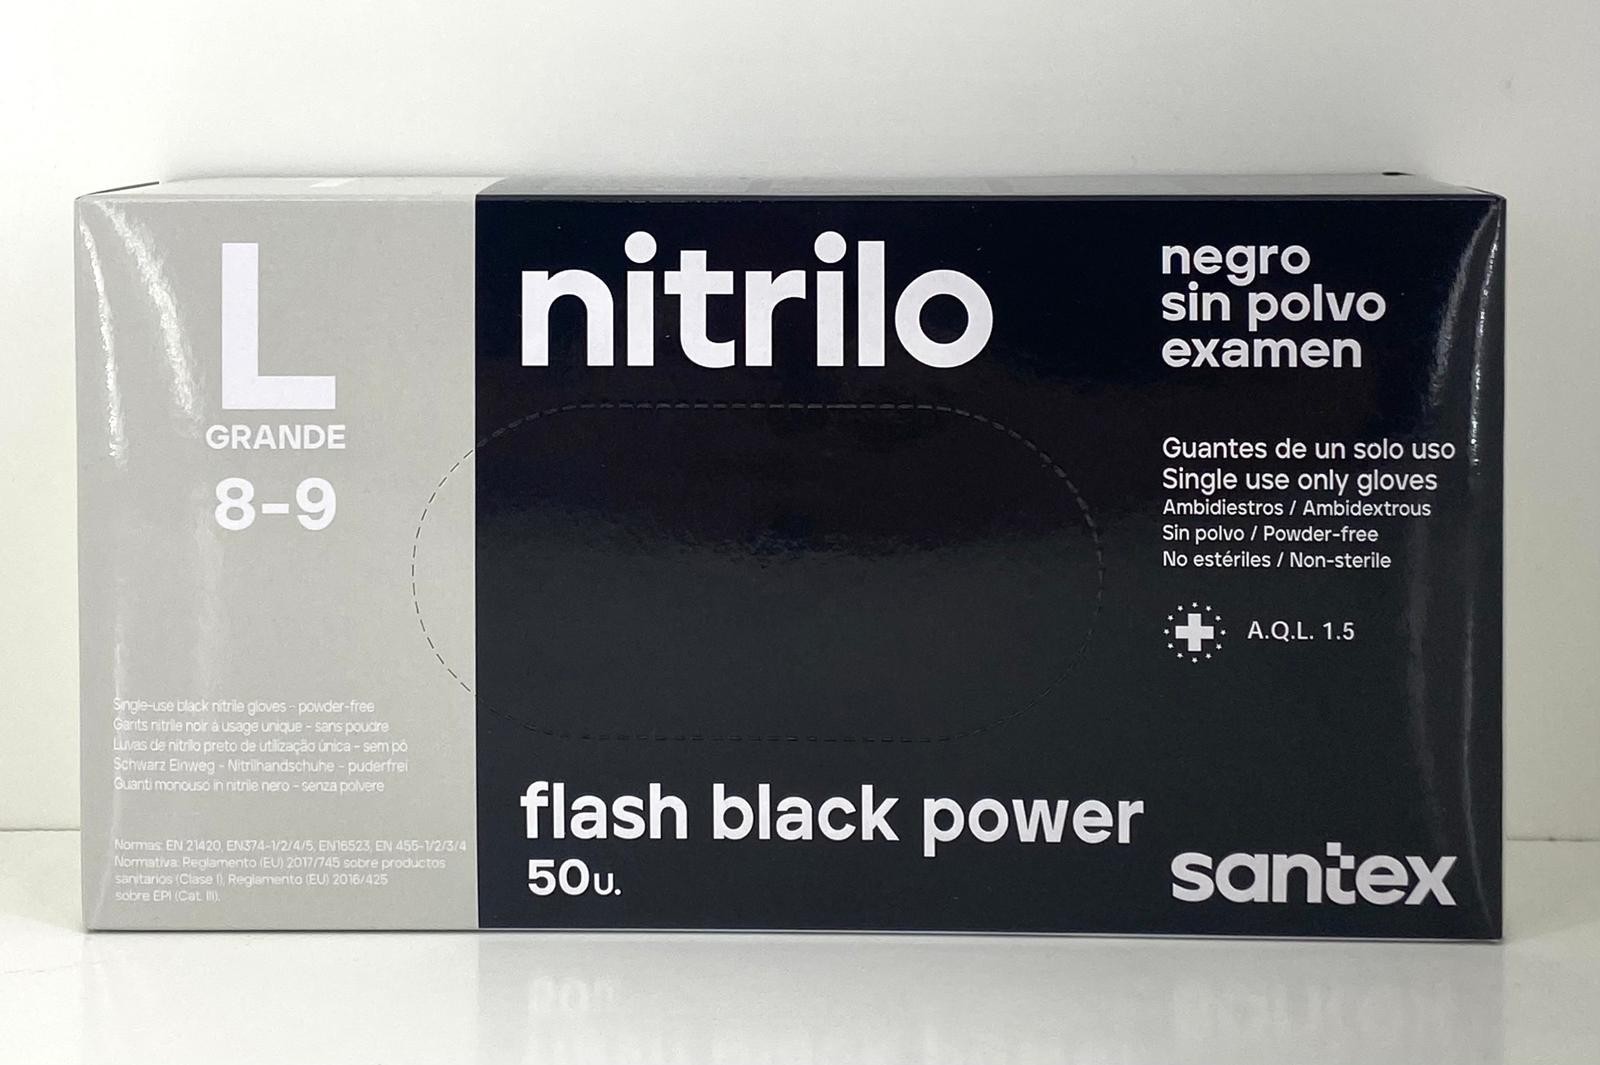 L
GRANDE
8-9
Single-use black nitrile gloves - powder-free
Gants nitrile noir à usage unique - sans poudre
Luvas de nitrilo preto de utilização única - sem pó
Schwarz Einweg - Nitrilhandschuhe - puderfrei
Guanti monouso in nitrile nero - senza polvere
Normas: EN 21420, EN374-1/2/4/5, EN16523, EN 455-1/2/3/4
Normativa: Reglamento (EU) 2017/745 sobre productos
sanitarios (Clase I), Reglamento (EU) 2016/425
sobre EPI (Cat. III).
nitrilo
flash black power
50u.
negro
sin polvo
examen
Guantes de un solo uso
Single use only gloves
Ambidiestros / Ambidextrous
Sin polvo / Powder-free
No estériles / Non-sterile
A.Q.L. 1.5
santex